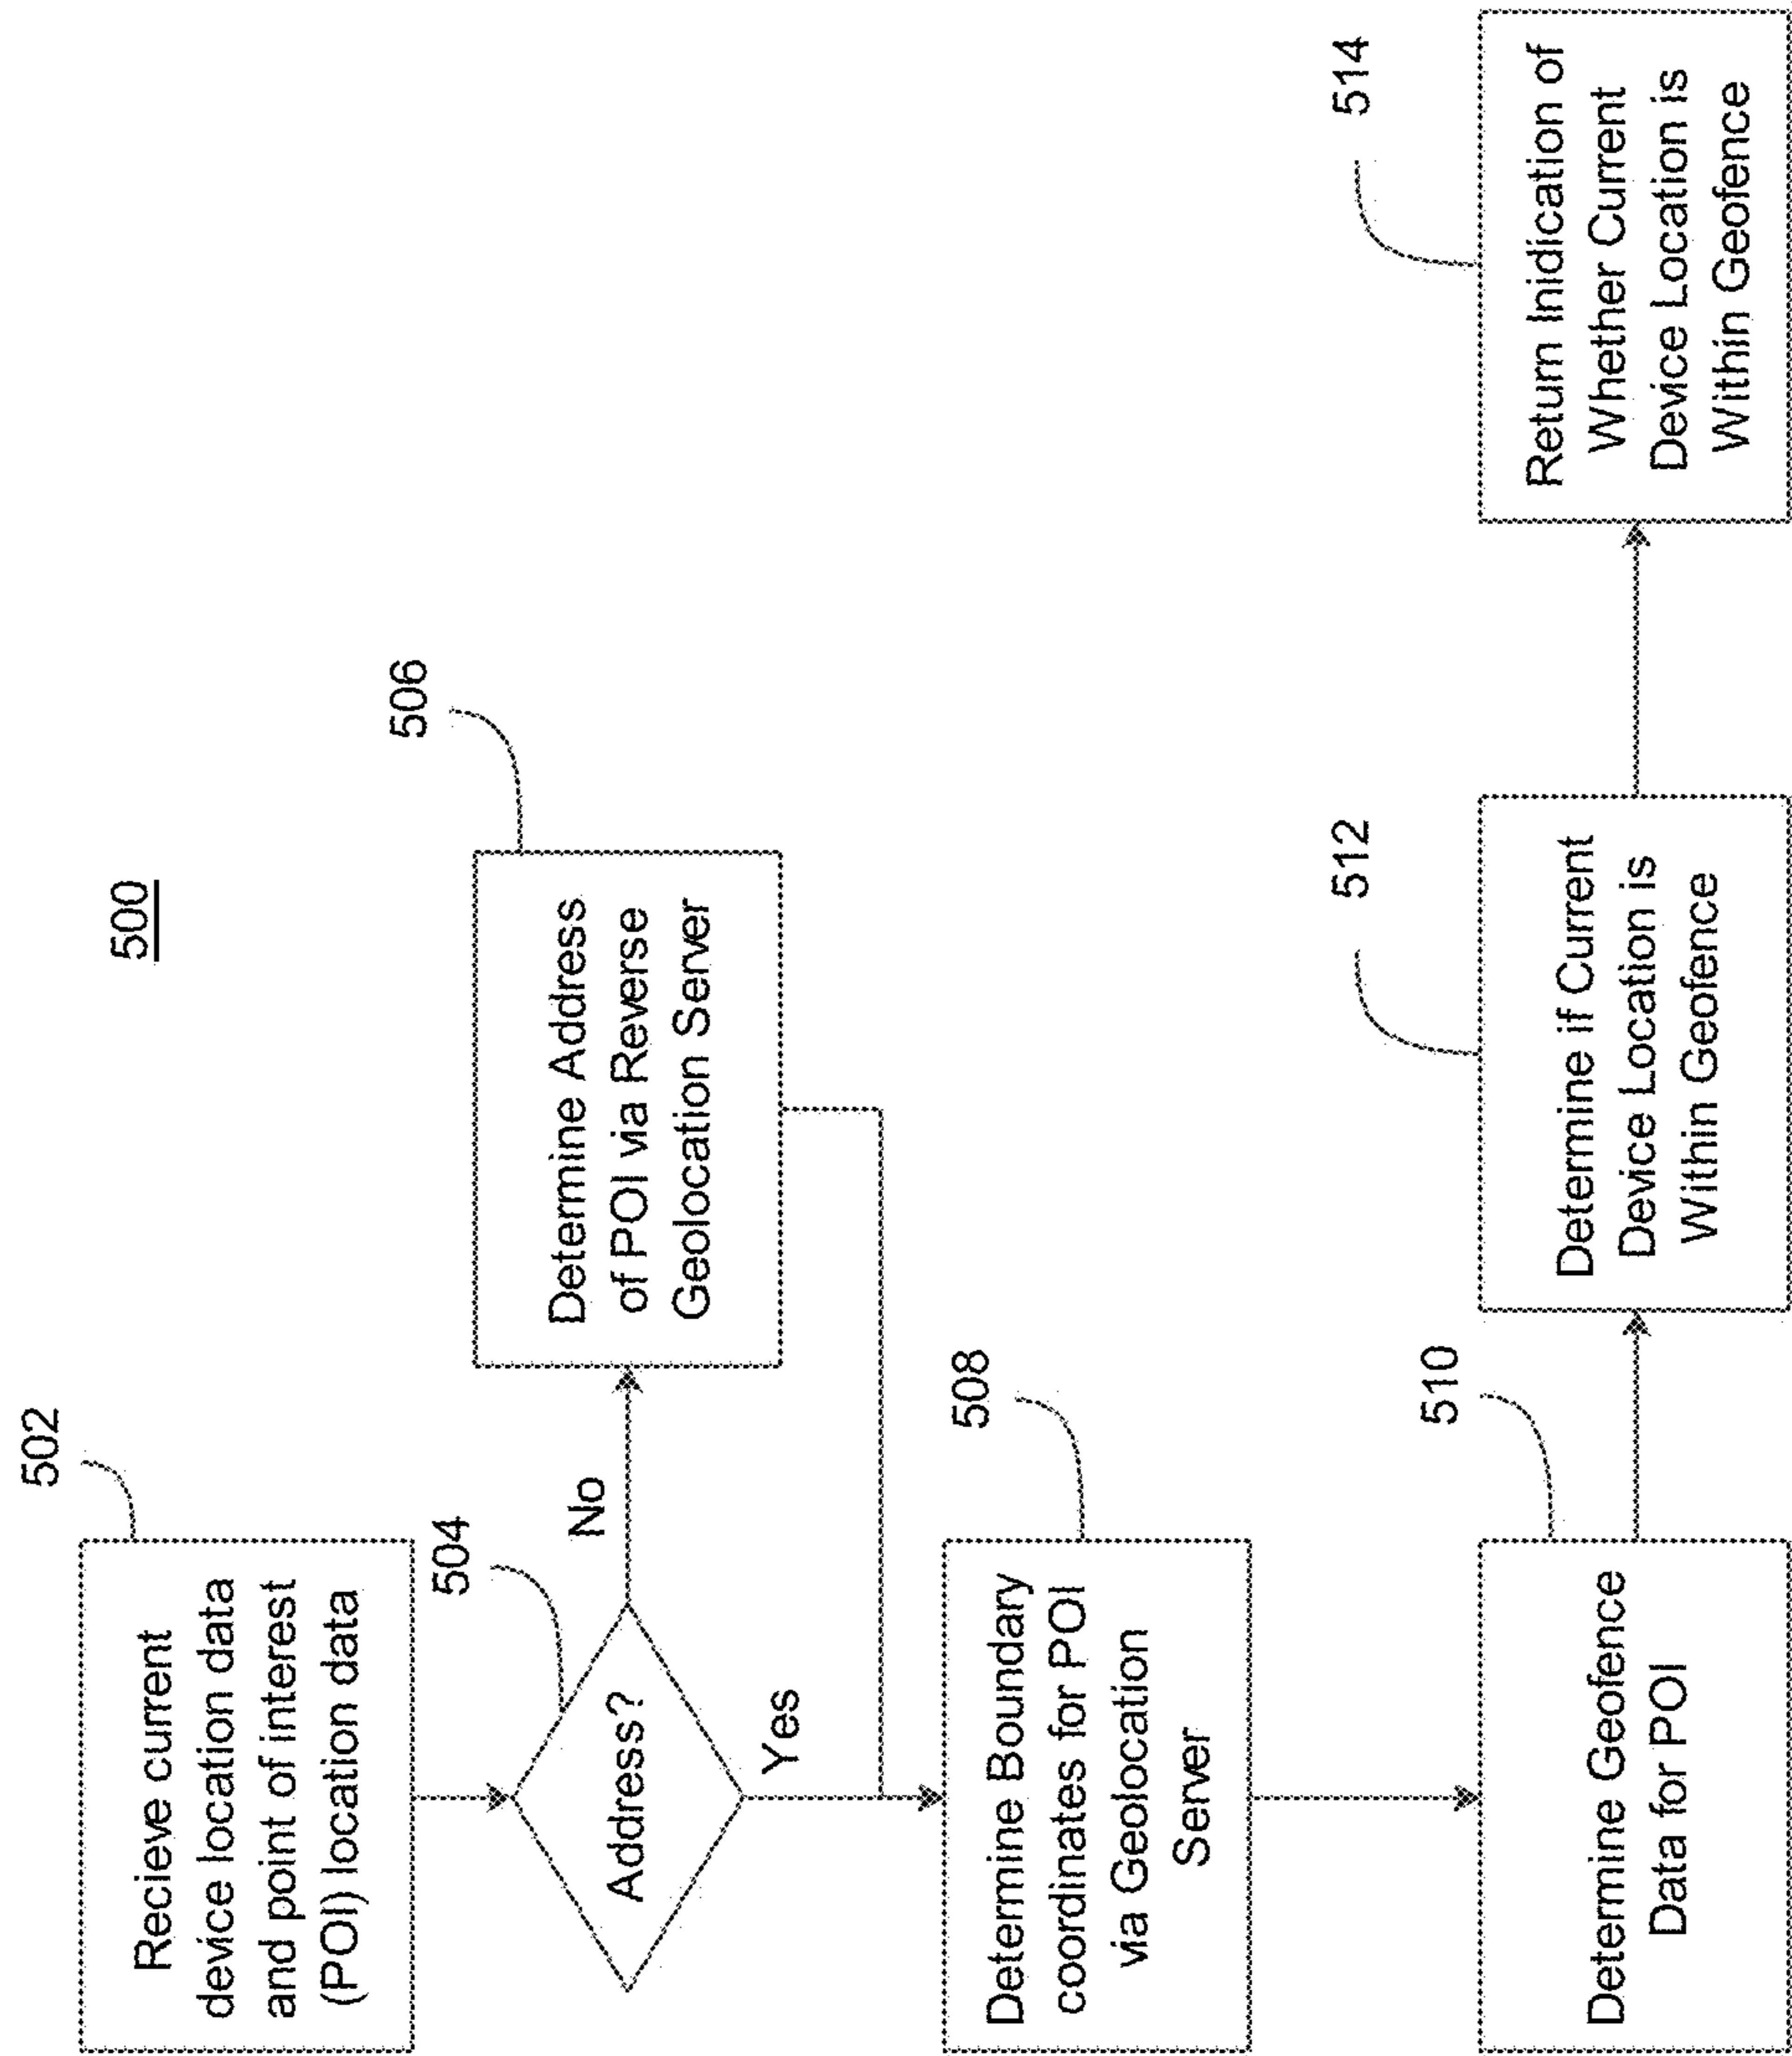 500
502
Recieve current
device location data
and point of interest
(POI) location data
504
Address?
No
Yes
506
Determine Address
of POI via Reverse
Geolocation Server
508
Determine Boundary
coordinates for POI
via Geolocation
Server
510
Determine Geofence
Data for POI
512
Determine if Current
Device Location is
Within Geofence
514
Return Inidication of
Whether Current
Device Location is
Within Geofence